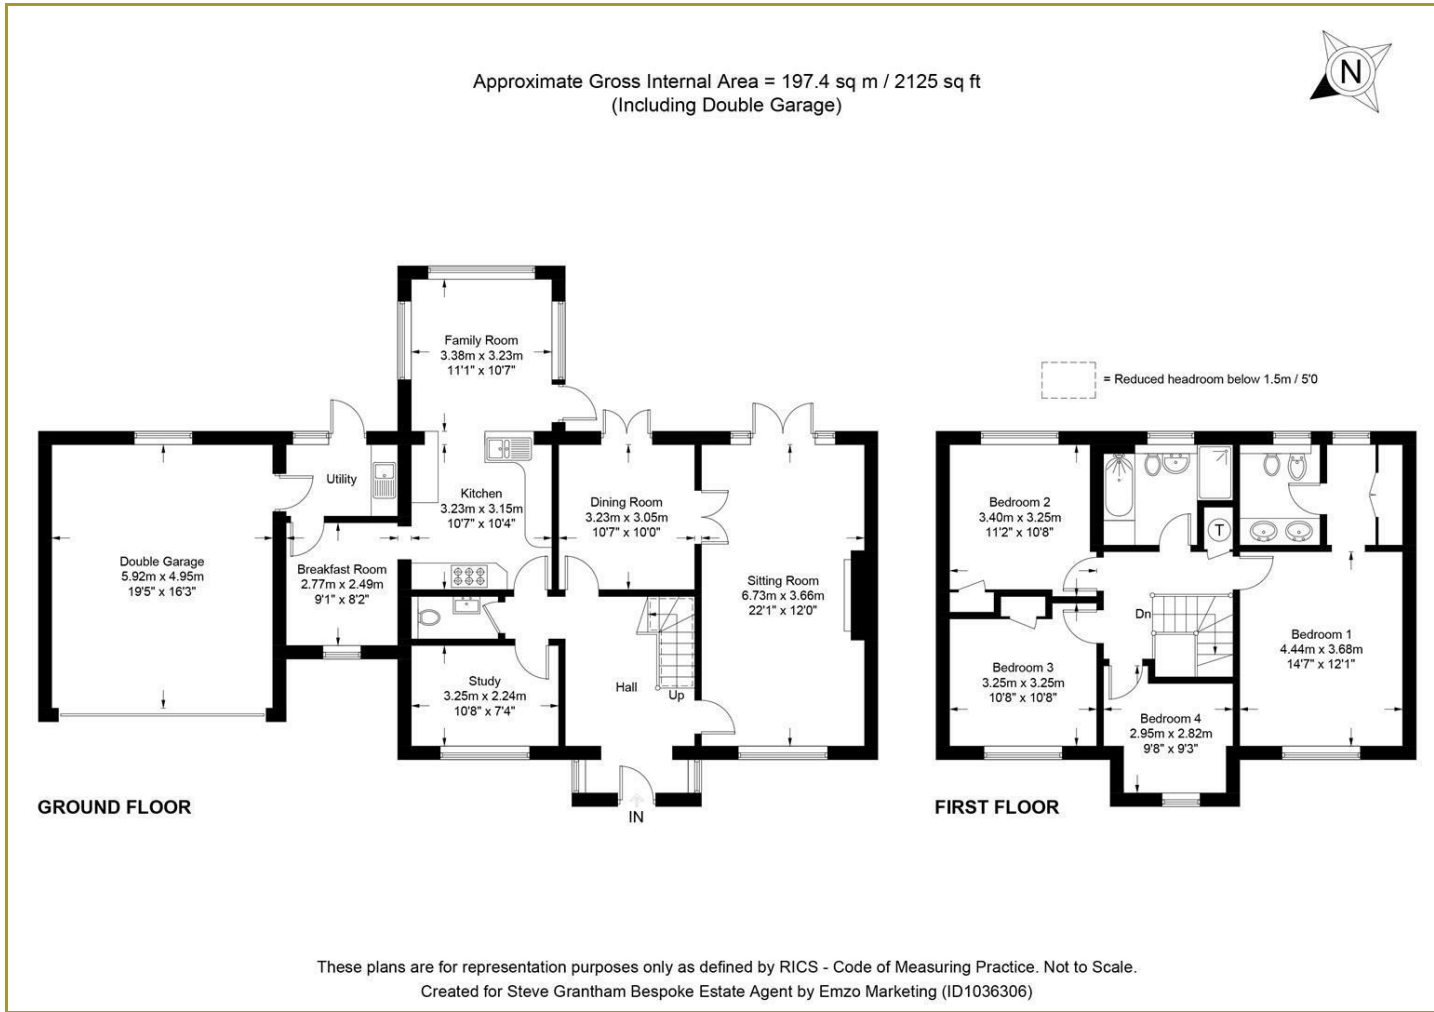 Approximate Gross Internal Area = 197.4 sq m / 2125 sq ft
(Including Double Garage)
N
Family Room
3.38m x 3.23m
11'1" x 10'7"
= Reduced headroom below 1.5m / 5'0
Utility
Kitchen
3.23m x 3.15m
10'7" x 10'4"
Dining Room
3.23m x 3.05m
10'7" x 10'0"
Double Garage
5.92m x 4.95m
19'5" x 16'3"
Breakfast Room
2.77m x 2.49m
9'1" x 8'2"
Sitting Room
6.73m x 3.66m
22'1" x 12'0"
Study
3.25m x 2.24m
10'8" x 7'4"
Hall
Up
IN
GROUND FLOOR
Bedroom 2
3.40m x 3.25m
11'2" x 10'8"
T
Dn
Bedroom 1
4.44m x 3.68m
14'7" x 12'1"
Bedroom 3
3.25m x 3.25m
10'8" x 10'8"
Bedroom 4
2.95m x 2.82m
9'8" x 9'3"
FIRST FLOOR
These plans are for representation purposes only as defined by RICS - Code of Measuring Practice. Not to Scale.
Created for Steve Grantham Bespoke Estate Agent by Emzo Marketing (ID1036306)